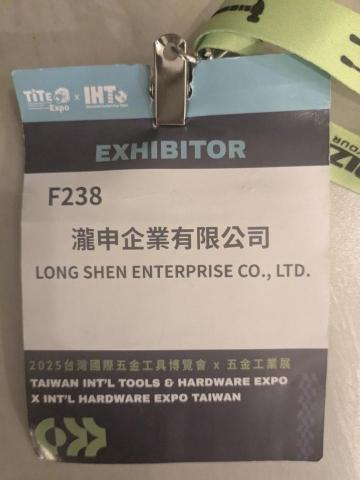 TiTE Expo x IHT
EXHIBITOR
F238
瀧申企業有限公司
LONG SHEN ENTERPRISE CO., LTD.
2025台灣國際五金工具博覽會 x 五金工業展
TAIWAN INT'L TOOLS & HARDWARE EXPO
X INT'L HARDWARE EXPO TAIWAN